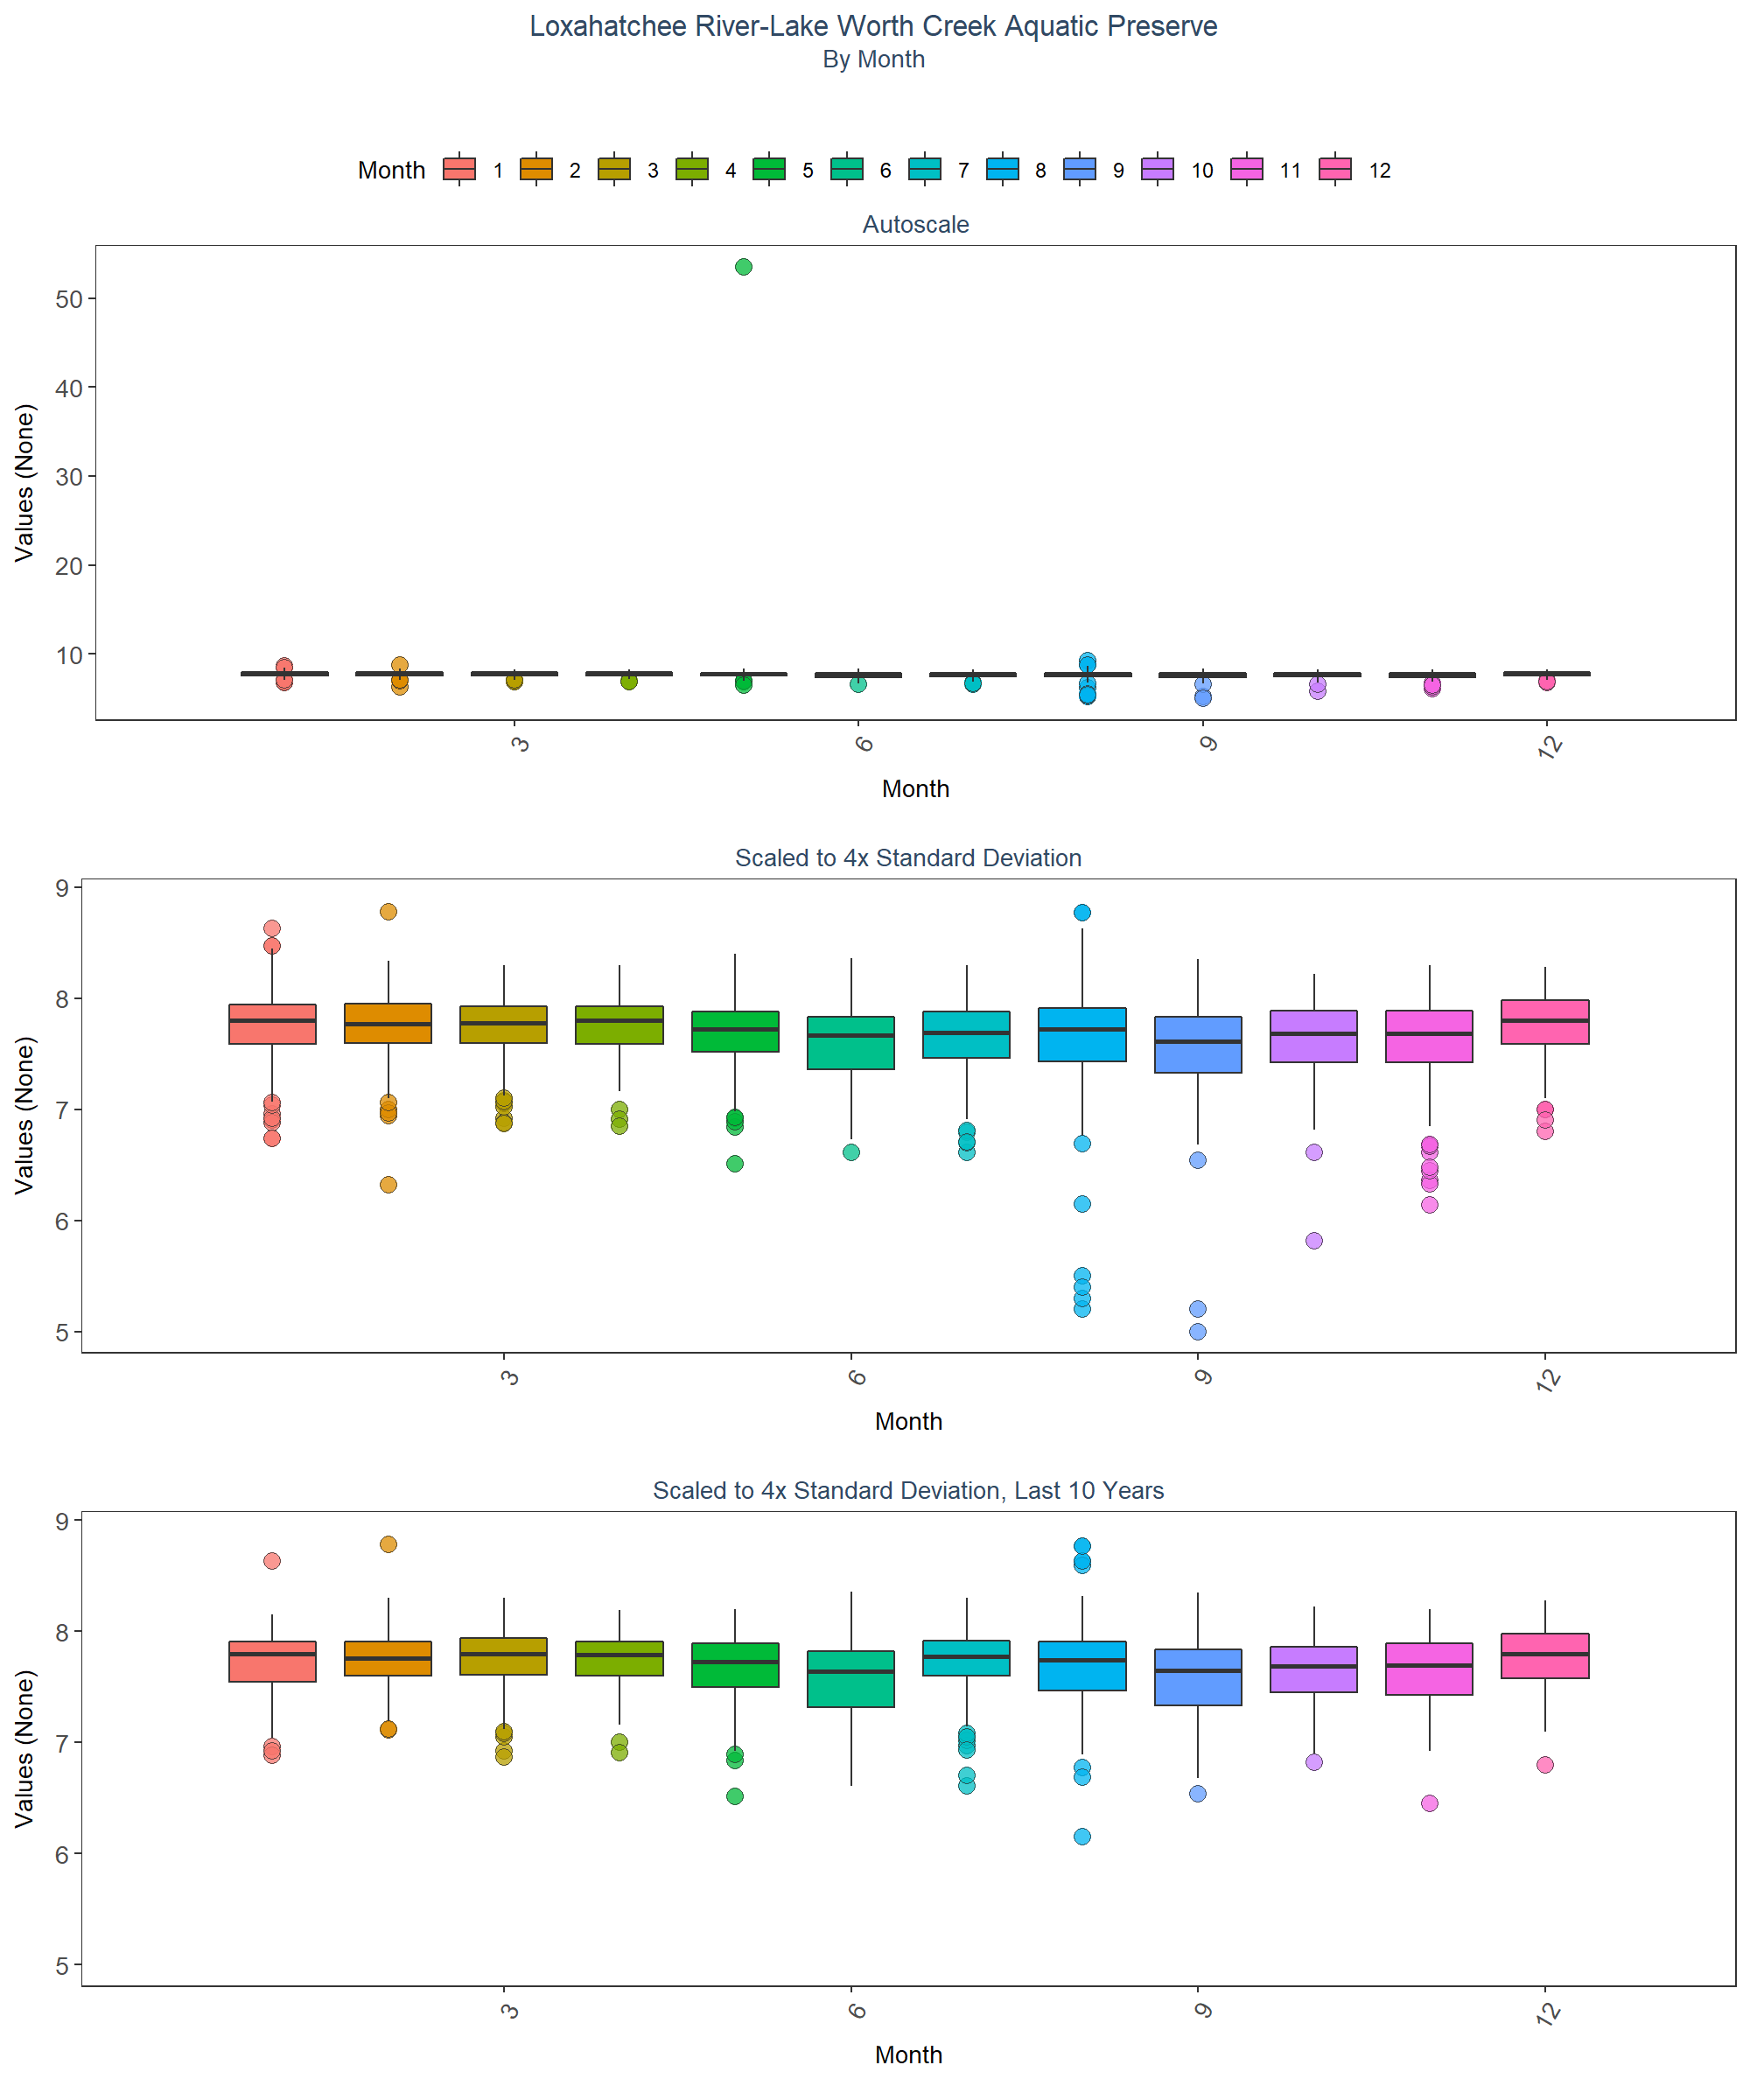 Loxahatchee River-Lake Worth Creek Aquatic Preserve
By Month
Month 1 2 3 4 5 6 7 8 9 10 11 12
Autoscale
Values (None)
50
40
30
20
10
3 6 9 12
Month
Scaled to 4x Standard Deviation
Values (None)
9
8
7
6
5
3 6 9 12
Month
Scaled to 4x Standard Deviation, Last 10 Years
Values (None)
9
8
7
6
5
3 6 9 12
Month